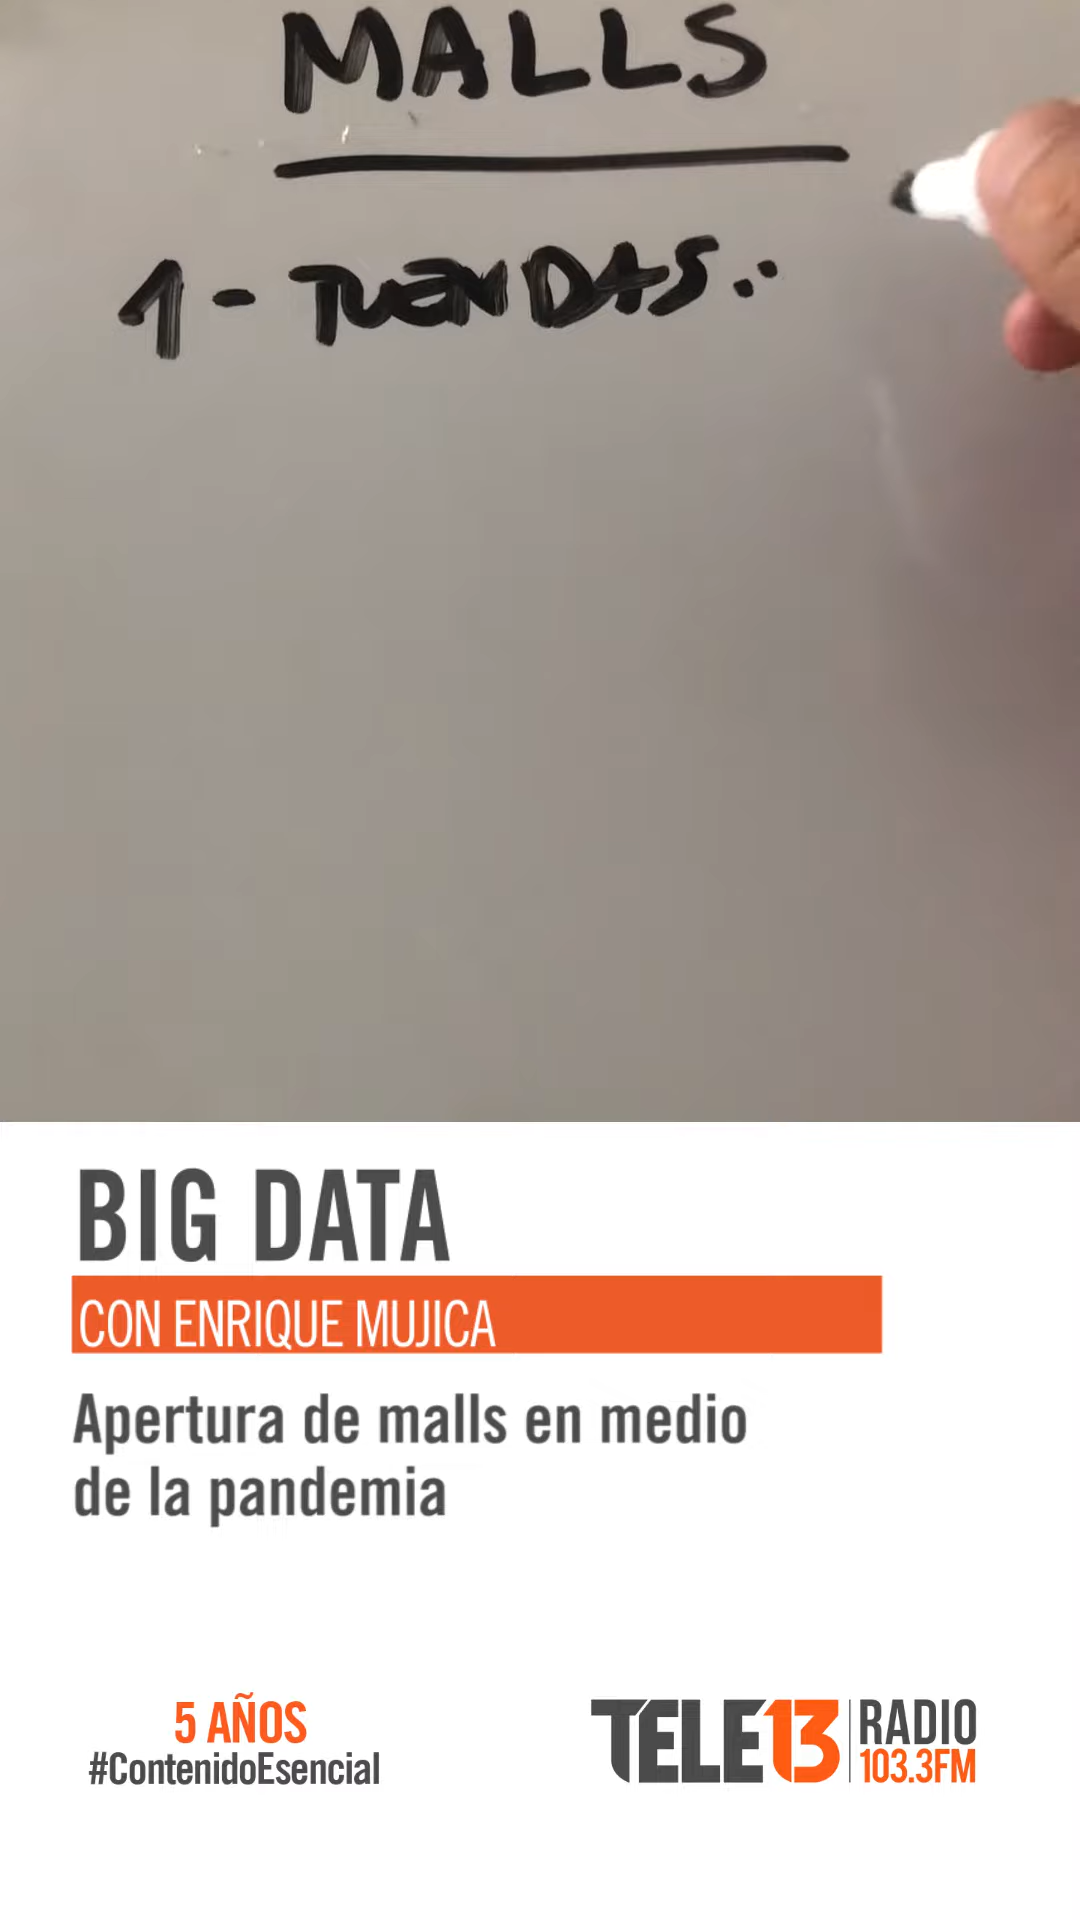 MALLS
1- TIENDAS:
BIG DATA
CON ENRIQUE MUJICA
Apertura de malls en medio
de la pandemia
5 AÑOS
#ContenidoEsencial
TELE13 RADIO
103.3FM